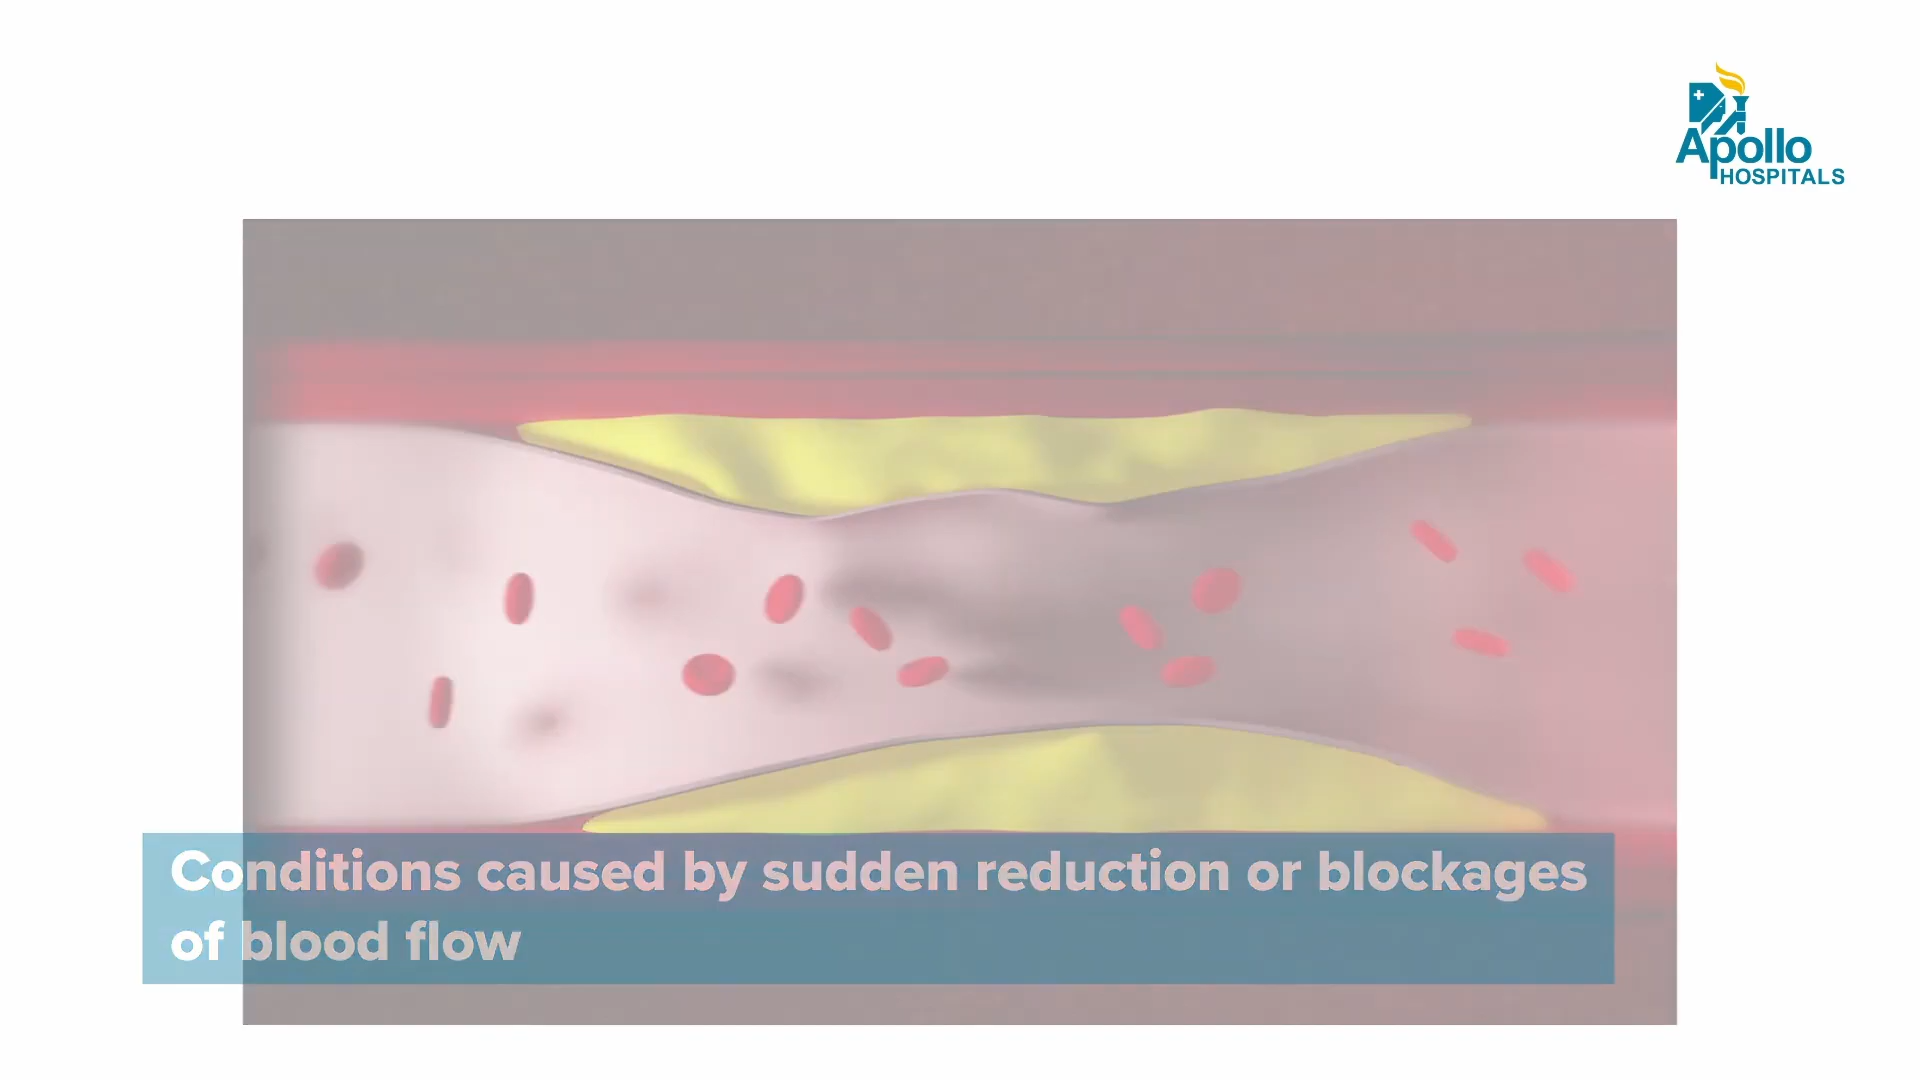 Apollo
HOSPITALS
Conditions caused by sudden reduction or blockages
of blood flow